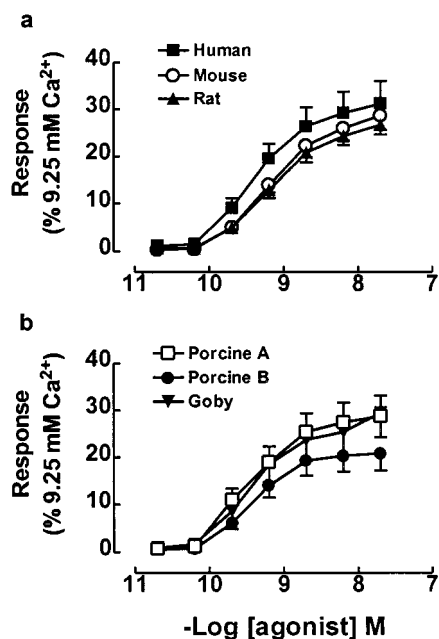 a
Human
Mouse
Rat
Response
(% 9.25 mM Ca²⁺)
40
30
20
10
0
11 10 9 8 7
b
Porcine A
Porcine B
Goby
Response
(% 9.25 mM Ca²⁺)
40
30
20
10
0
11 10 9 8 7
-Log [agonist] M